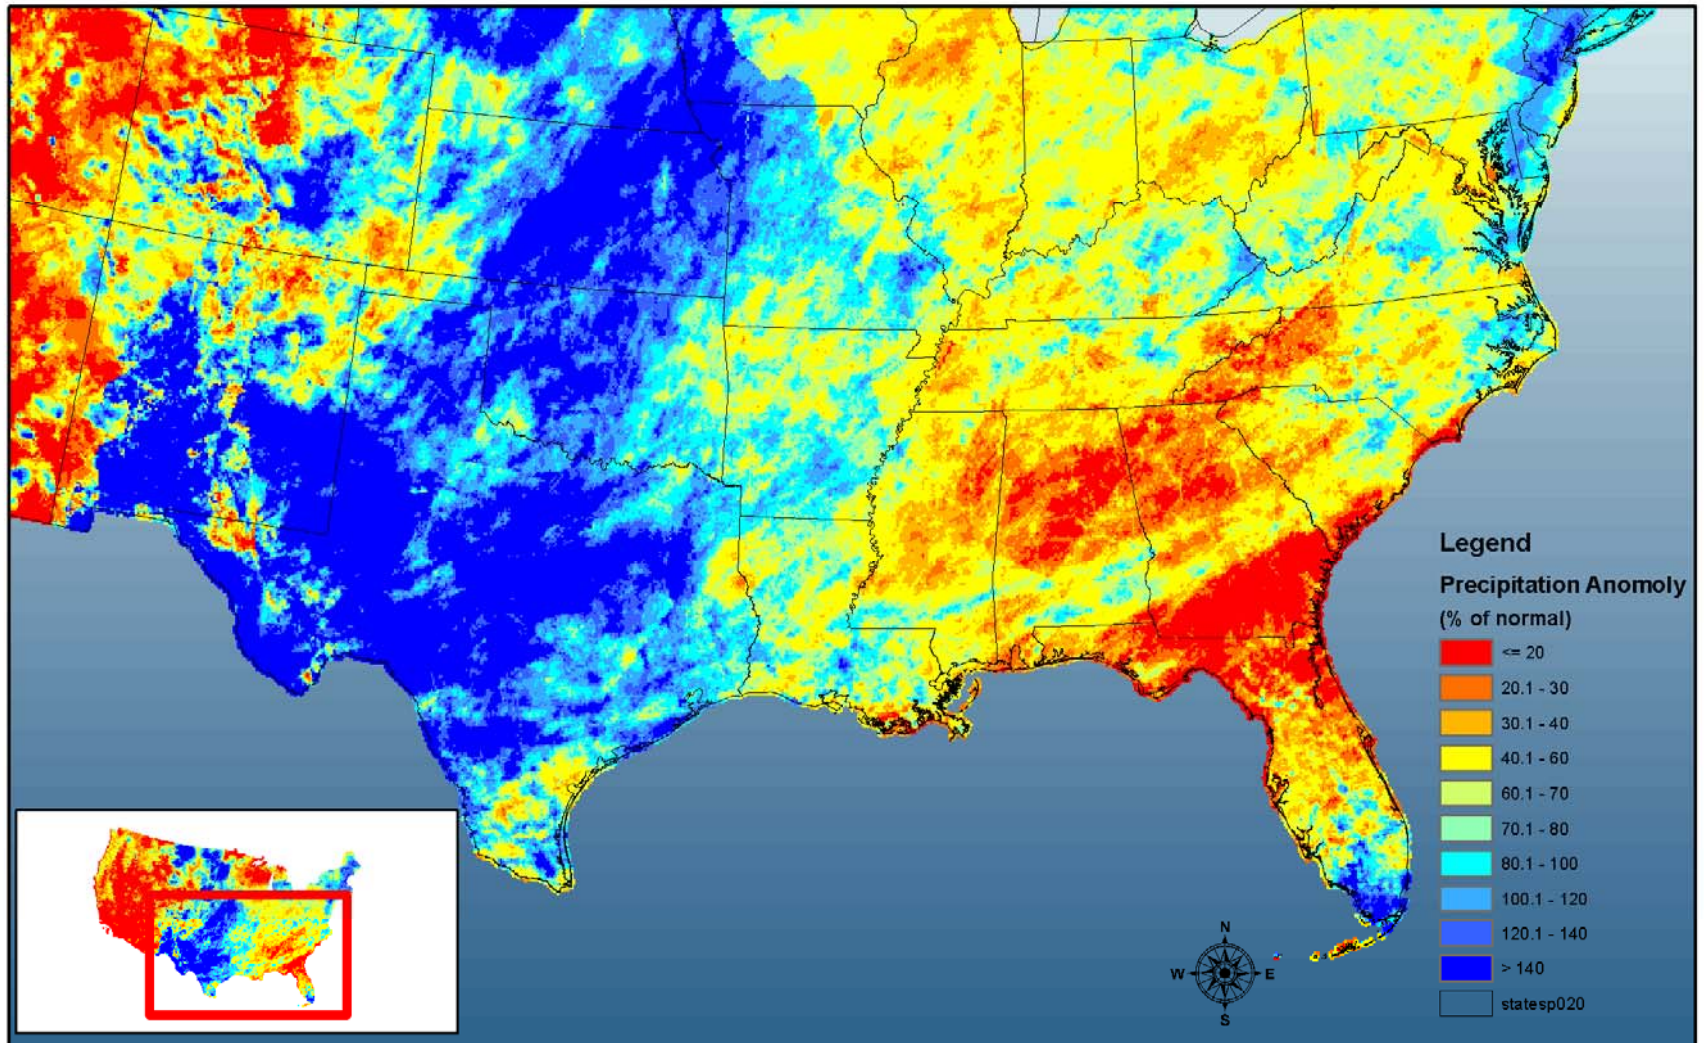 Legend
Precipitation Anomoly
(% of normal)
<= 20
20.1 - 30
30.1 - 40
40.1 - 60
60.1 - 70
70.1 - 80
80.1 - 100
100.1 - 120
120.1 - 140
> 140
statesp020
N
W E
S